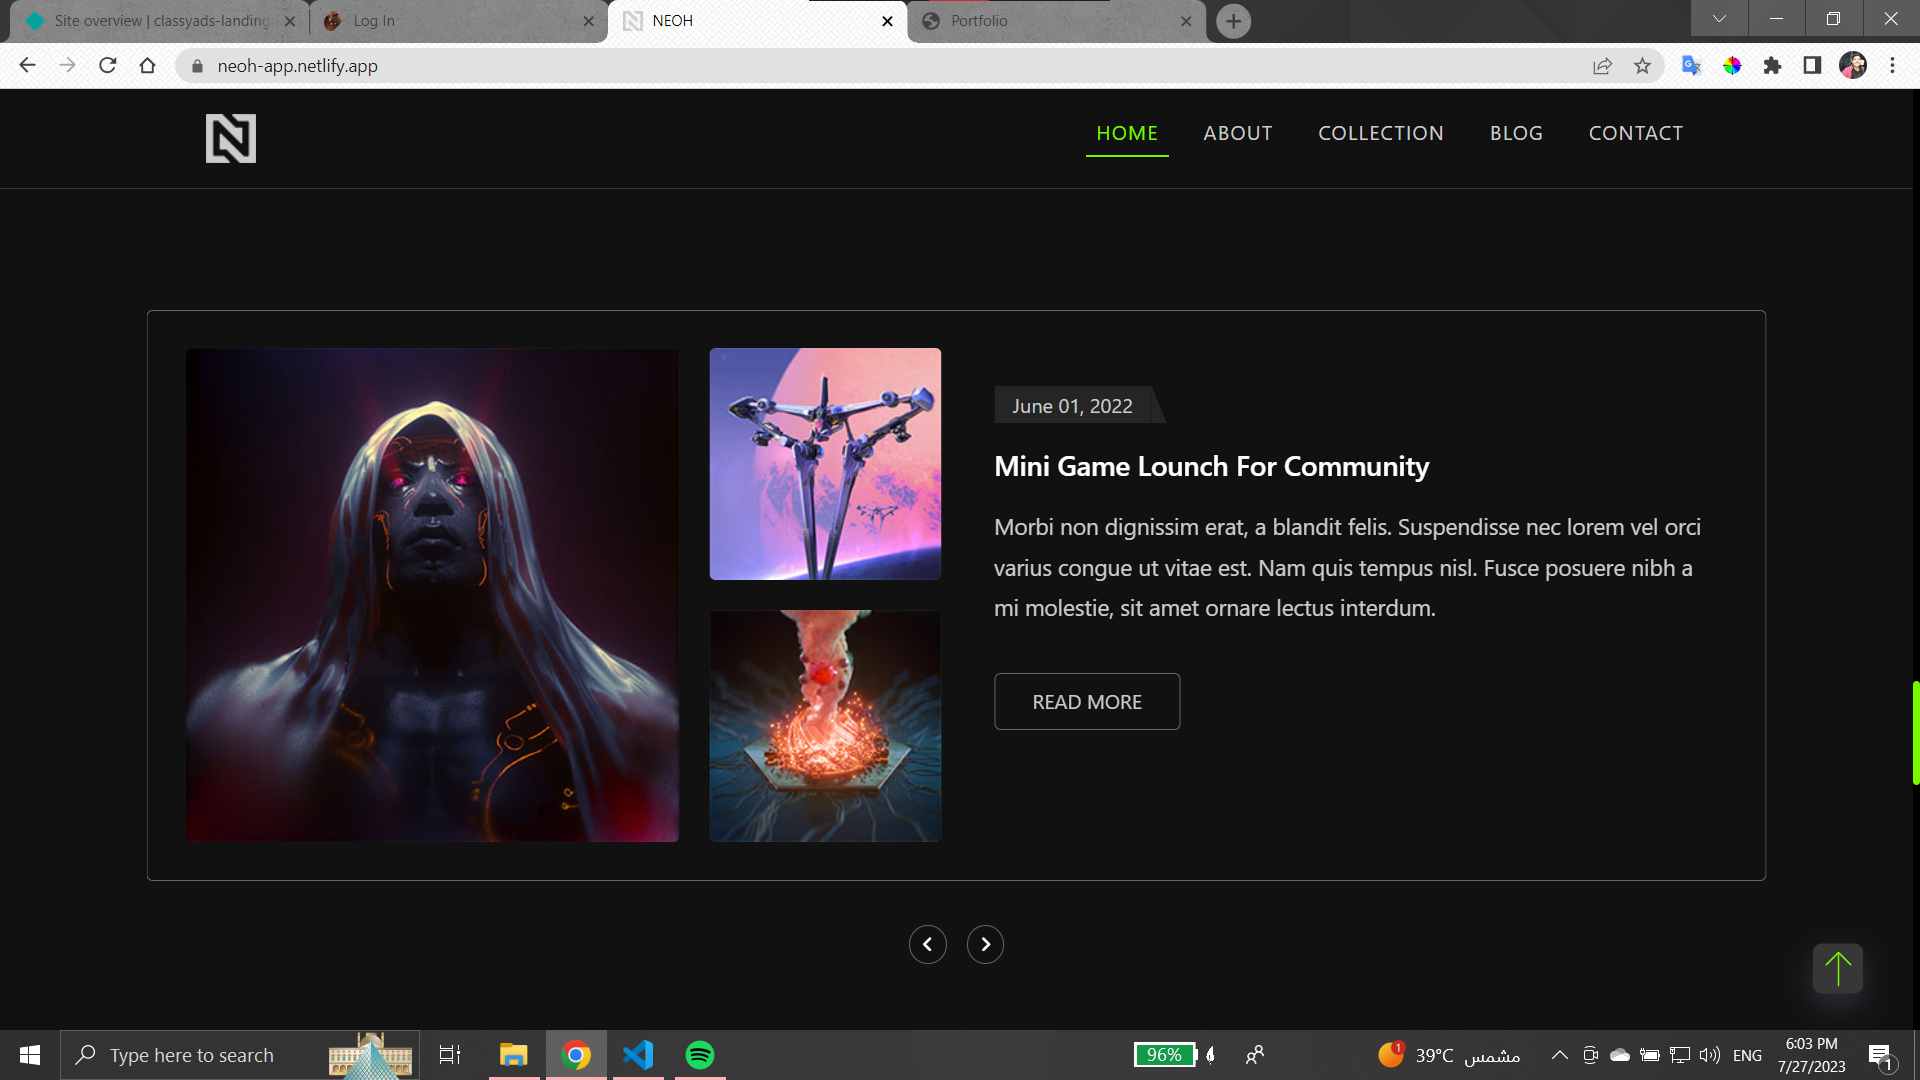 Site overview | classyads-landing
Log In
NEOH
Portfolio
neoh-app.netlify.app
HOME
ABOUT
COLLECTION
BLOG
CONTACT
June 01, 2022
Mini Game Lounch For Community
Morbi non dignissim erat, a blandit felis. Suspendisse nec lorem vel orci
varius congue ut vitae est. Nam quis tempus nisl. Fusce posuere nibh a
mi molestie, sit amet ornare lectus interdum.
READ MORE
Type here to search
96%
1
39°C مشمس
ENG
6:03 PM
7/27/2023
1